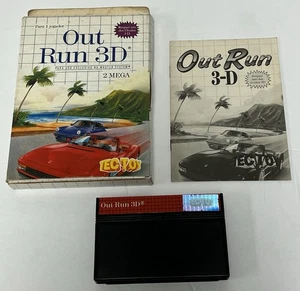 Para 1 jogador
Out
Run 3D®
2 MEGA
TEC TOY
Out Run
3-D
TEC TOY
Out Run 3D®